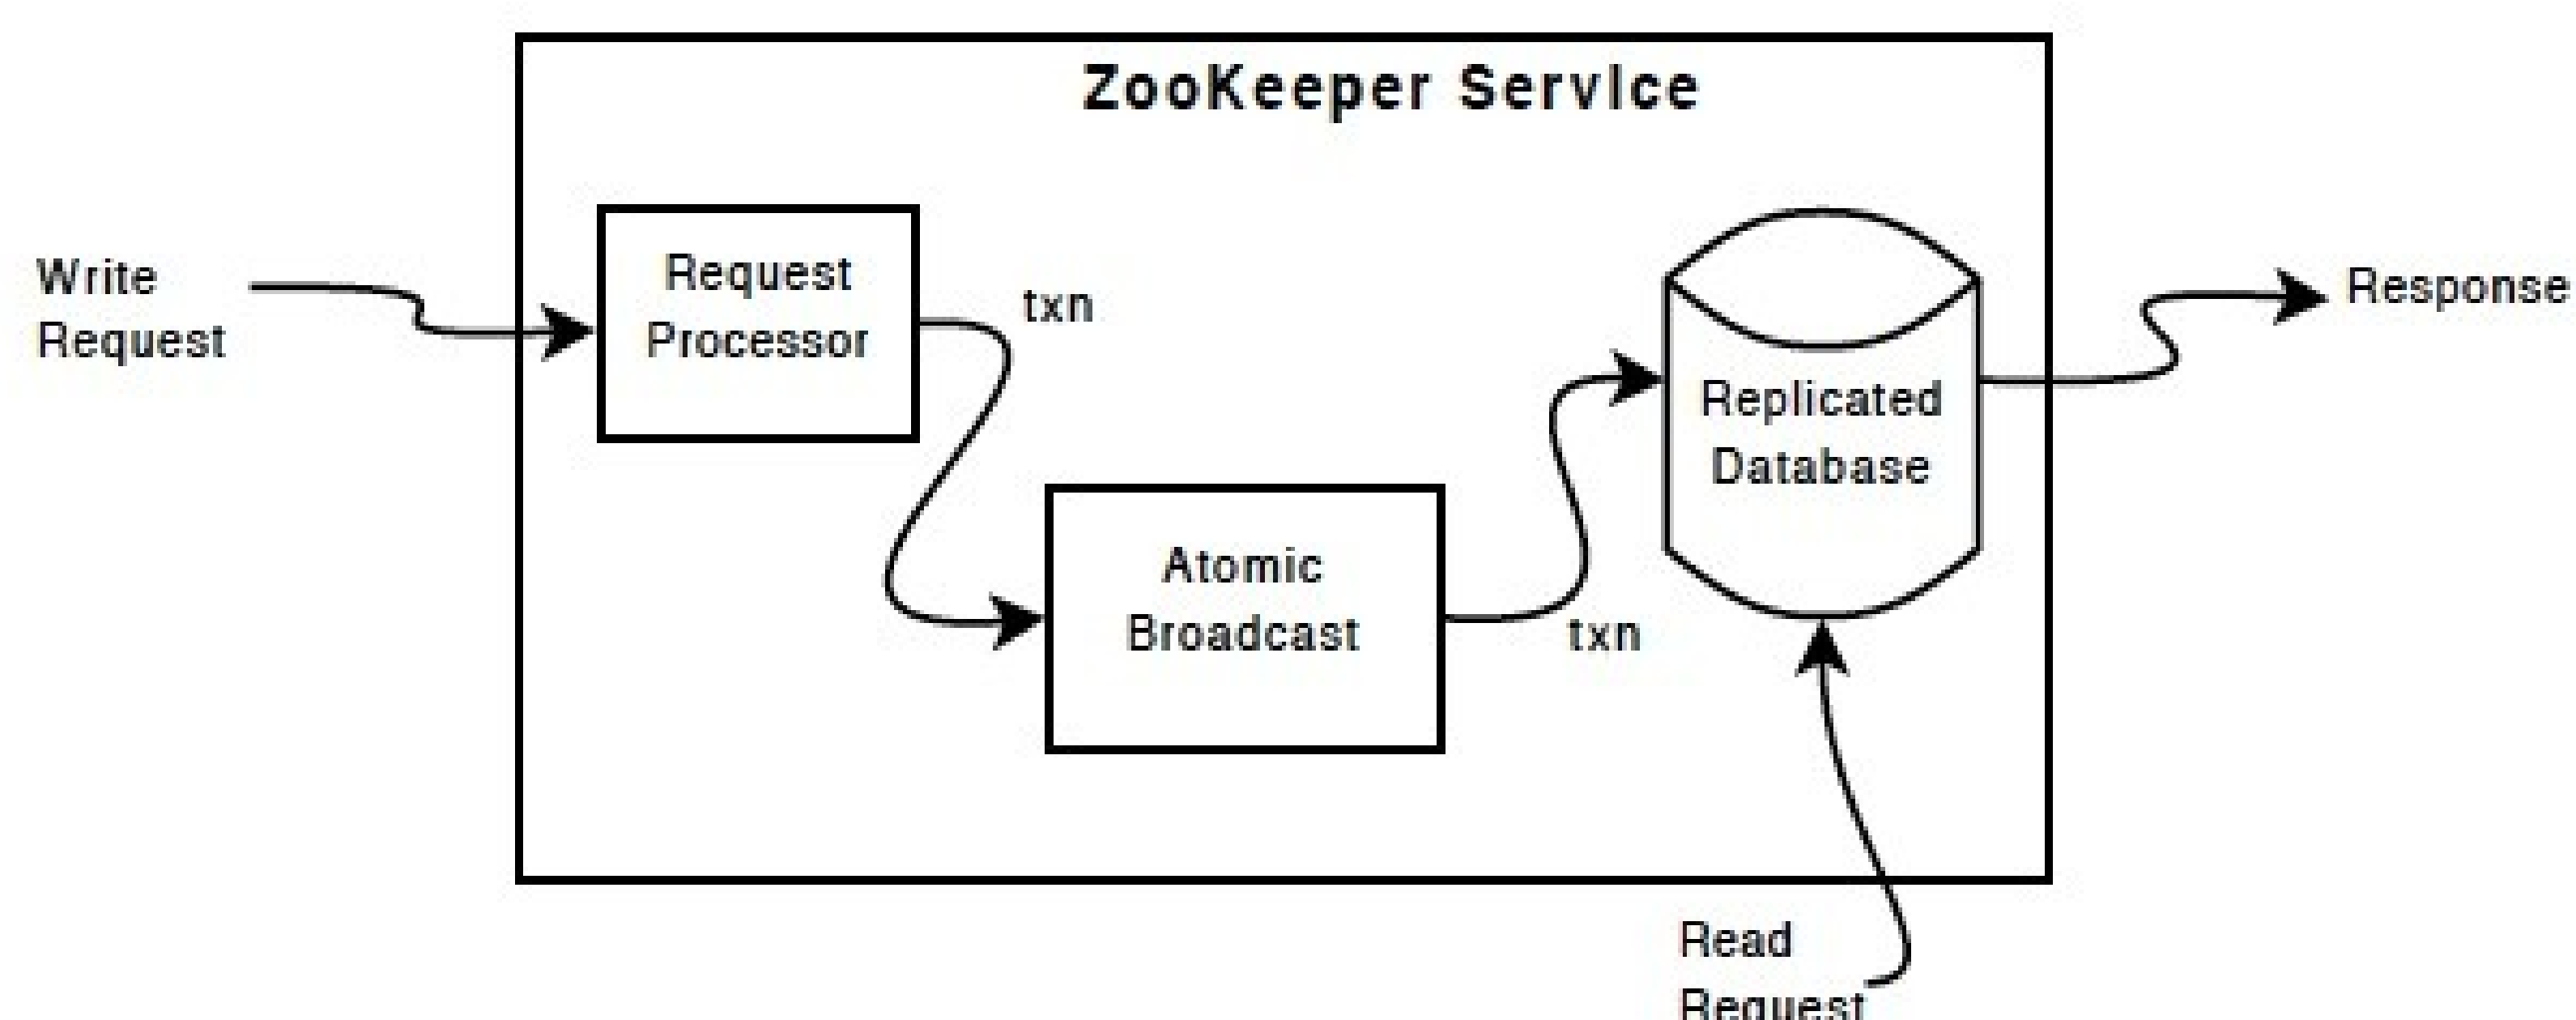 ZooKeeper Service
Write
Request
Request
Processor
txn
Response
Replicated
Database
Atomic
Broadcast
txn
Read
Request